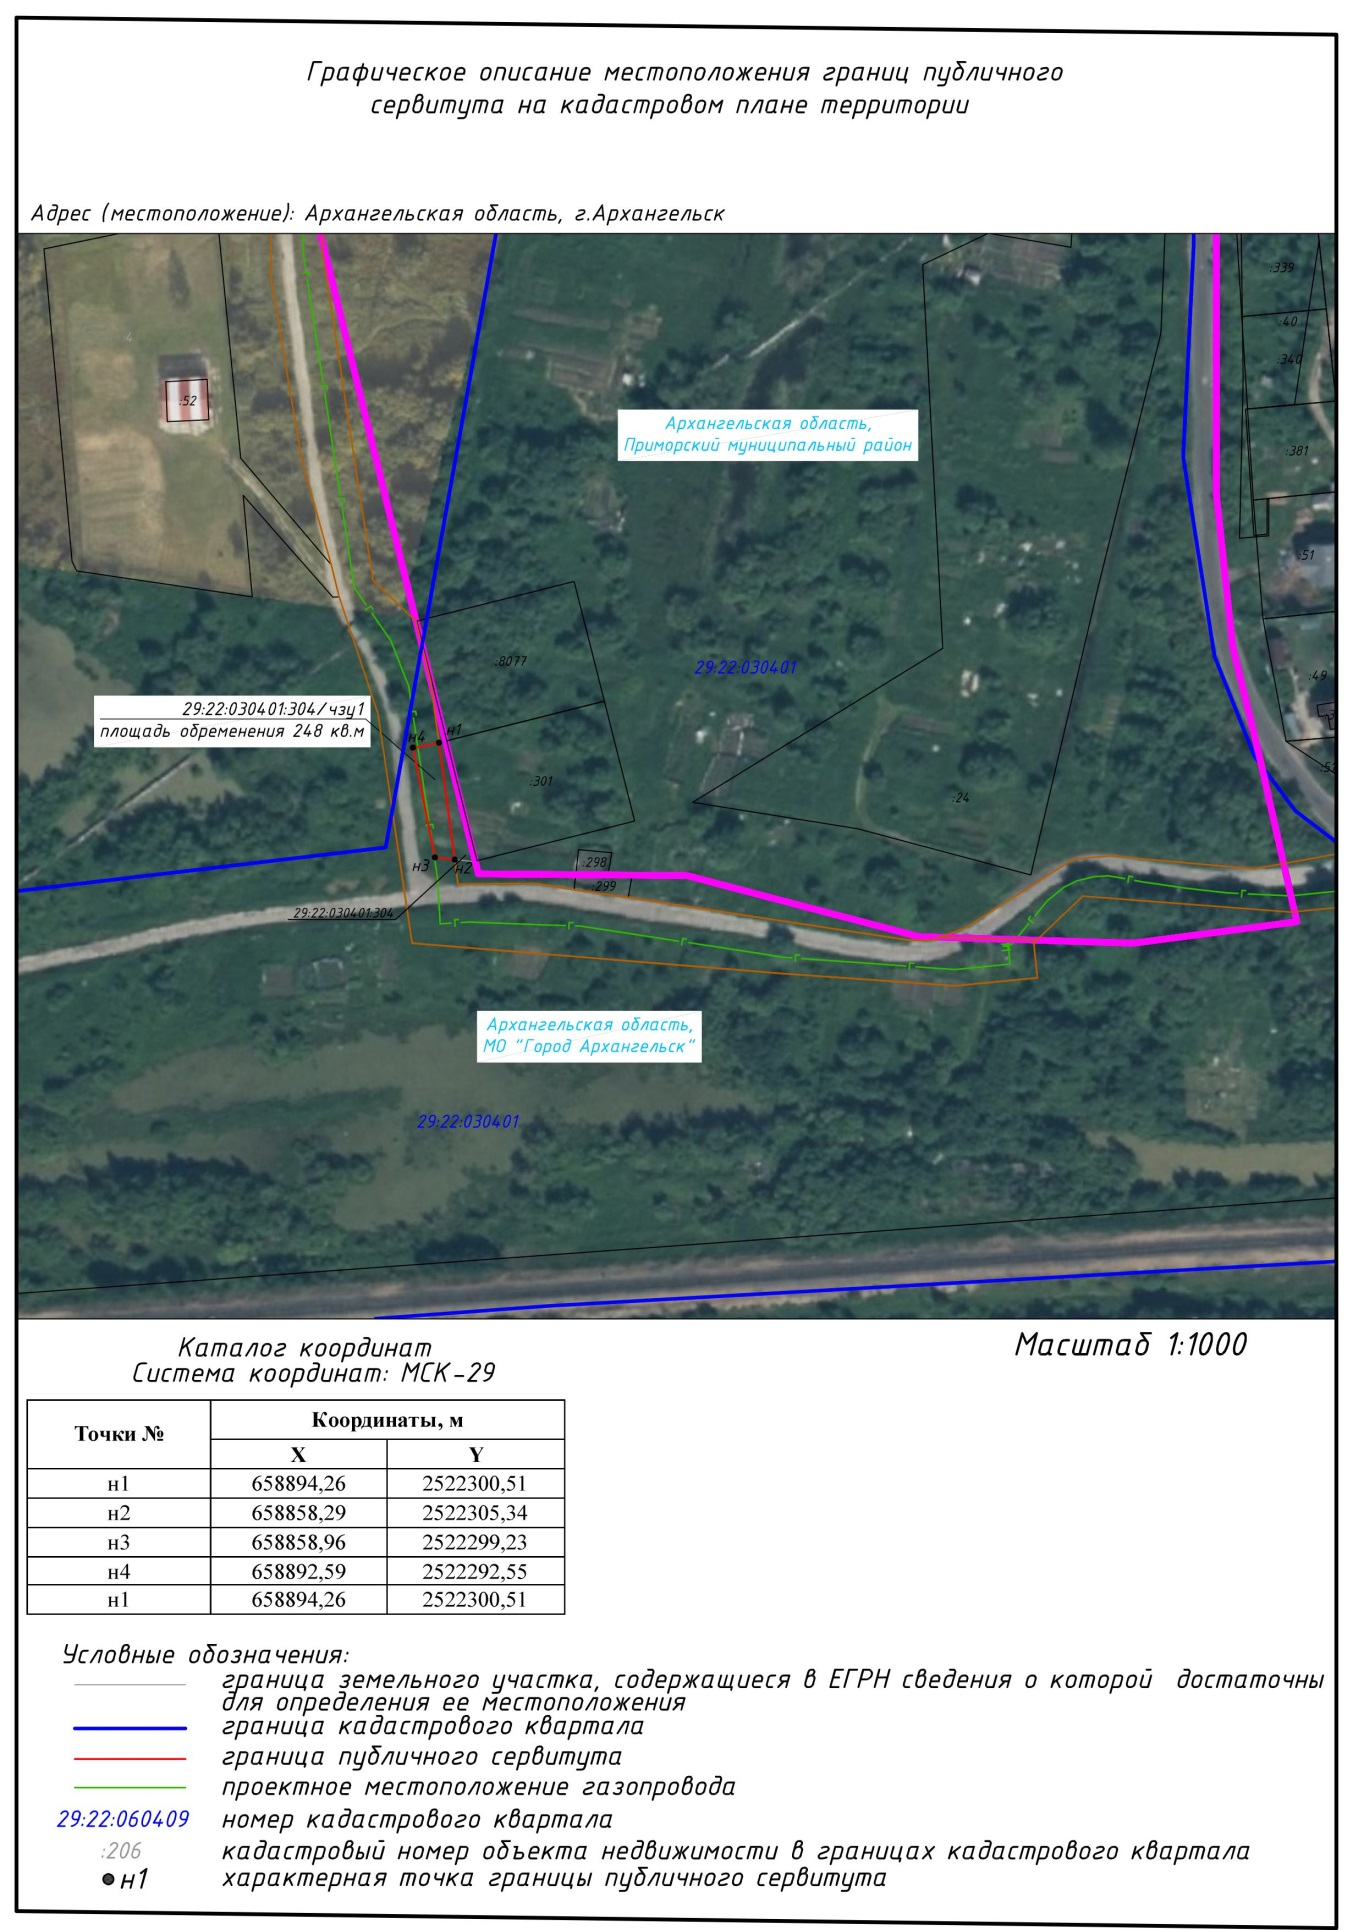 Графическое описание местоположения границ публичного
сервитута на кадастровом плане территории
Адрес (местоположение): Архангельская область, г.Архангельск
:339
:40
:340
:52
Архангельская область,
Приморский муниципальный район
:381
:51
:8077
29:22:030401
:49
29:22:030401:304/чзу1
площадь обременения 248 кв.м
н4
н1
:301
:24
н3
н2
:298
:299
29:22:030401:304
Архангельская область,
МО "Город Архангельск"
29:22:030401
Каталог координат
Масштаб 1:1000
Система координат: МСК-29
Точки №
Координаты, м
X Y
н1 658894,26 2522300,51
н2 658858,29 2522305,34
н3 658858,96 2522299,23
н4 658892,59 2522292,55
н1 658894,26 2522300,51
Условные обозначения:
граница земельного участка, содержащиеся в ЕГРН сведения о которой достаточны
для определения ее местоположения
граница кадастрового квартала
граница публичного сервитута
проектное местоположение газопровода
29:22:060409 номер кадастрового квартала
:206 кадастровый номер объекта недвижимости в границах кадастрового квартала
н1 характерная точка границы публичного сервитута